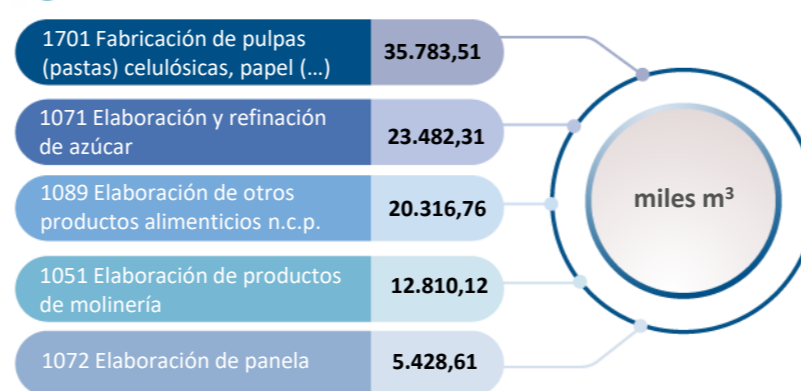 1701 Fabricación de pulpas
(pastas) celulósicas, papel (…)
35.783,51
1071 Elaboración y refinación
de azúcar
23.482,31
1089 Elaboración de otros
productos alimenticios n.c.p.
20.316,76
1051 Elaboración de productos
de molinería
12.810,12
1072 Elaboración de panela
5.428,61
miles m³